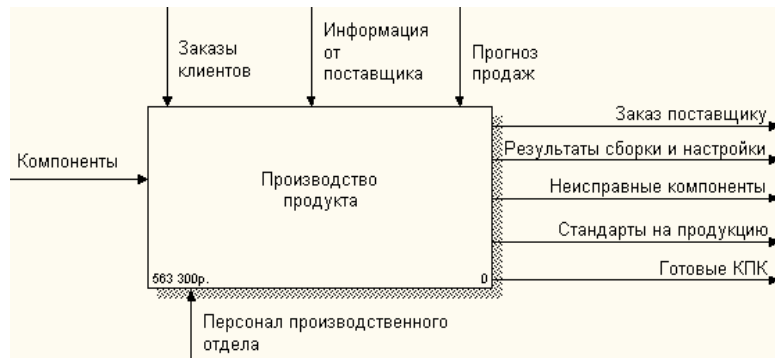 Заказы
клиентов
Информация
от
поставщика
Прогноз
продаж
Компоненты
Производство
продукта
Заказ поставщику
Результаты сборки и настройки
Неисправные компоненты
Стандарты на продукцию
Готовые КПК
563 300р.
0
Персонал производственного
отдела